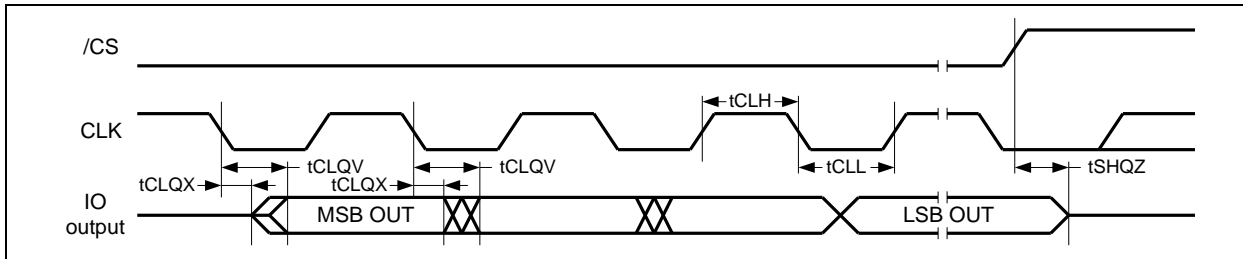 /CS
tCLH
CLK
tCLQV
tCLQV
tCLL
tSHQZ
tCLQX
tCLQX
IO
output
MSB OUT
LSB OUT